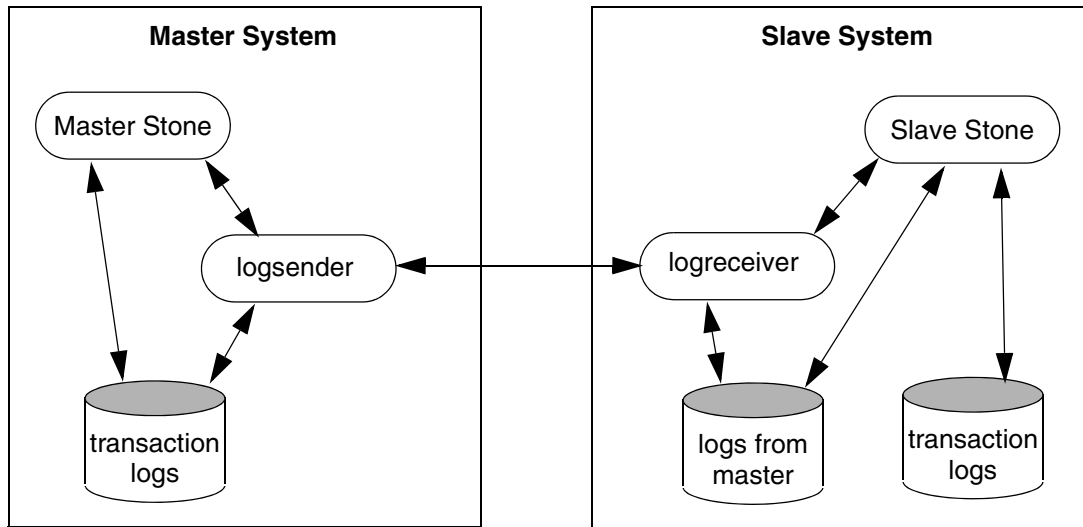 Master System
Master Stone
logsender
transaction
logs
Slave System
Slave Stone
logreceiver
logs from
master
transaction
logs